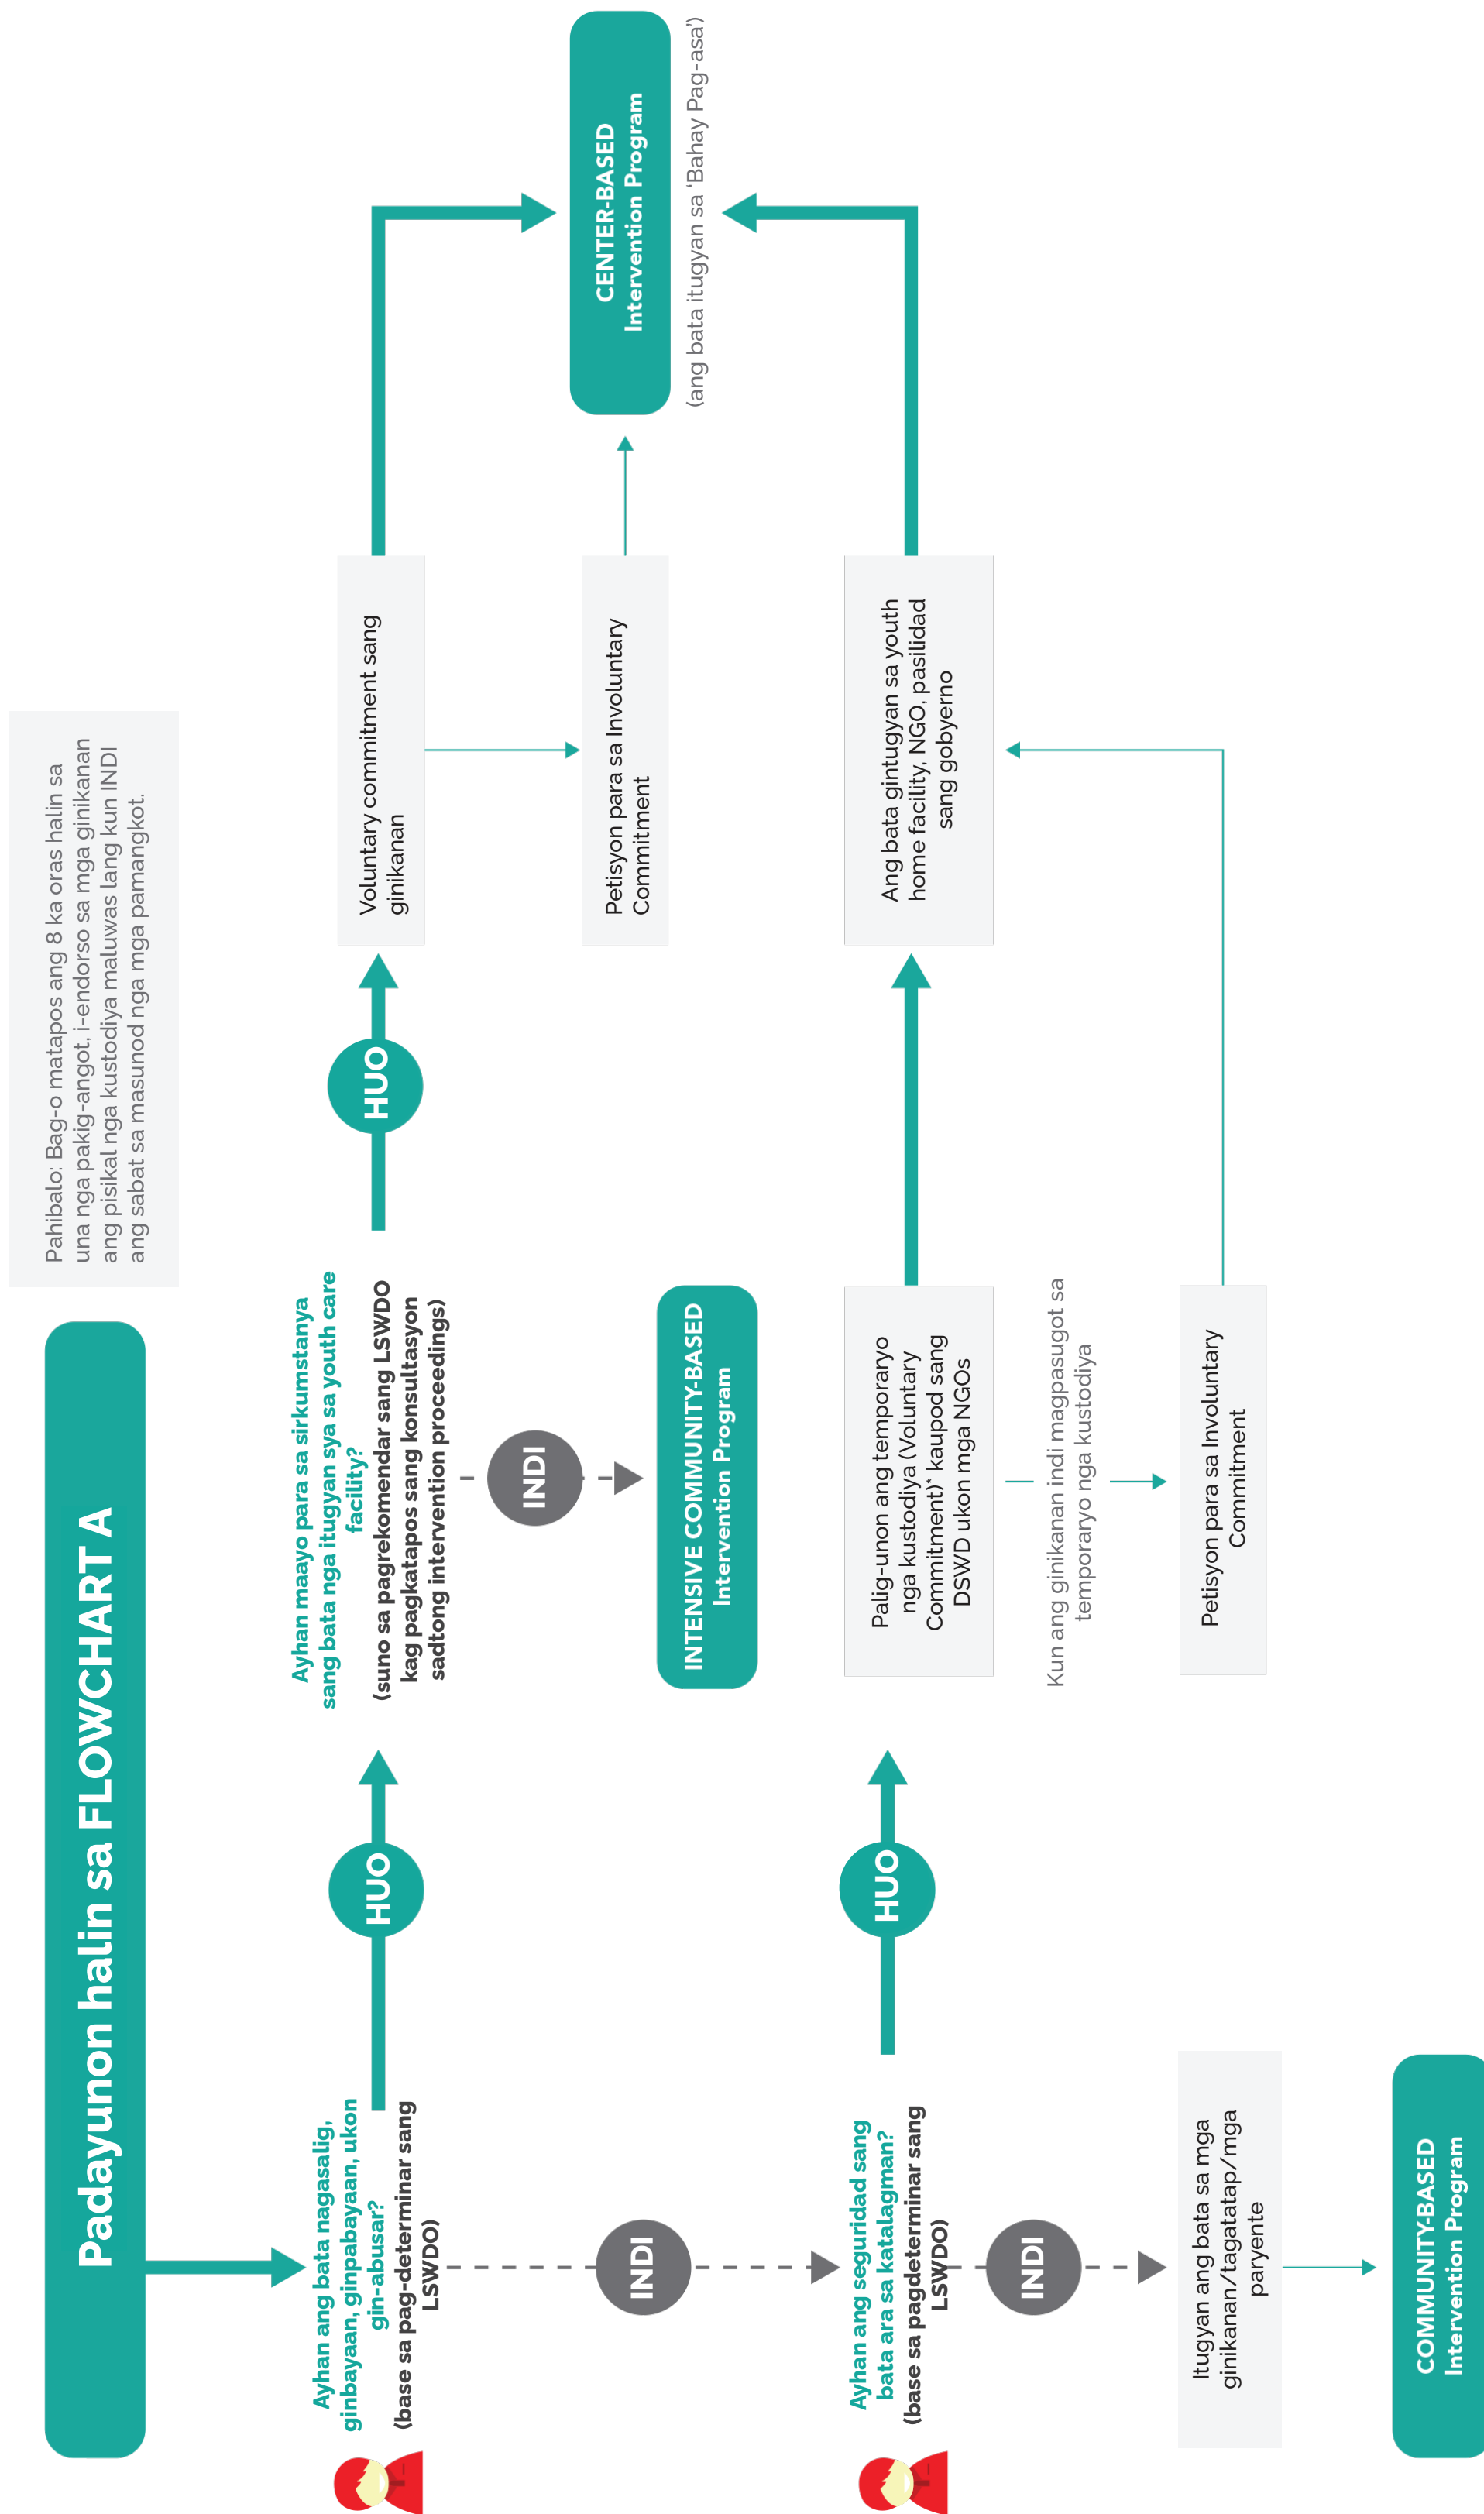 Padayunon halin sa FLOWCHART A
Pahibalo: Bag-o matapos ang 8 ka oras halin sa
una nga pakig-angot, i-endorso sa mga ginikanan
ang pisikal nga kustodiya maluwas lang kun INDI
ang sabat sa masunod nga mga pamangkot.
Ayhan ang bata nagasalig,
ginbayaan, ginpabayaan, ukon
gin-abusar?
(base sa pag-determinar sang
LSWDO)
HUO
Ayhan maayo para sa sirkumstanya
sang bata nga itugyan sya sa youth care
facility?
(suno sa pagrekomendar sang LSWDO
kag pagkatapos sang konsultasyon
sadtong intervention proceedings)
HUO
Voluntary commitment sang
ginikanan
Petisyon para sa Involuntary
Commitment
CENTER-BASED
Intervention Program
(ang bata itugyan sa ‘Bahay Pag-asa’)
INDI
INTENSIVE COMMUNITY-BASED
Intervention Program
INDI
Ayhan ang seguridad sang
bata ara sa katalagman?
(base sa pagdeterminar sang
LSWDO)
HUO
Palig-unon ang temporaryo
nga kustodiya (Voluntary
Commitment)* kaupod sang
DSWD ukon mga NGOs
Ang bata gintugyan sa youth
home facility, NGO, pasilidad
sang gobyerno
Kun ang ginikanan indi magpasugot sa
temporaryo nga kustodiya
Petisyon para sa Involuntary
Commitment
INDI
Itugyan ang bata sa mga
ginikanan/tagatatap/mga
paryente
COMMUNITY-BASED
Intervention Program